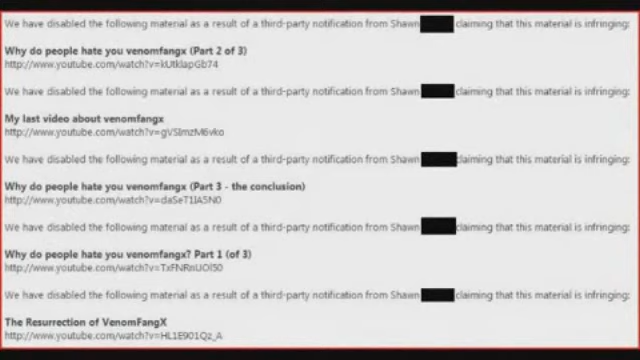 We have disabled the following material as a result of a third-party notification from Shawn claiming that this material is infringing:
Why do people hate you venomfangx (Part 2 of 3)
http://www.youtube.com/watch?v=kUtklapGb74
We have disabled the following material as a result of a third-party notification from Shawn claiming that this material is infringing:
My last video about venomfangx
http://www.youtube.com/watch?v=gVSImzM6vko
We have disabled the following material as a result of a third-party notification from Shawn claiming that this material is infringing:
Why do people hate you venomfangx (Part 3 - the conclusion)
http://www.youtube.com/watch?v=daSeT1lA5N0
We have disabled the following material as a result of a third-party notification from Shawn claiming that this material is infringing:
Why do people hate you venomfangx? Part 1 (of 3)
http://www.youtube.com/watch?v=TxFNRnUOl50
We have disabled the following material as a result of a third-party notification from Shawn claiming that this material is infringing:
The Resurrection of VenomFangX
http://www.youtube.com/watch?v=HL1E901Qz_A